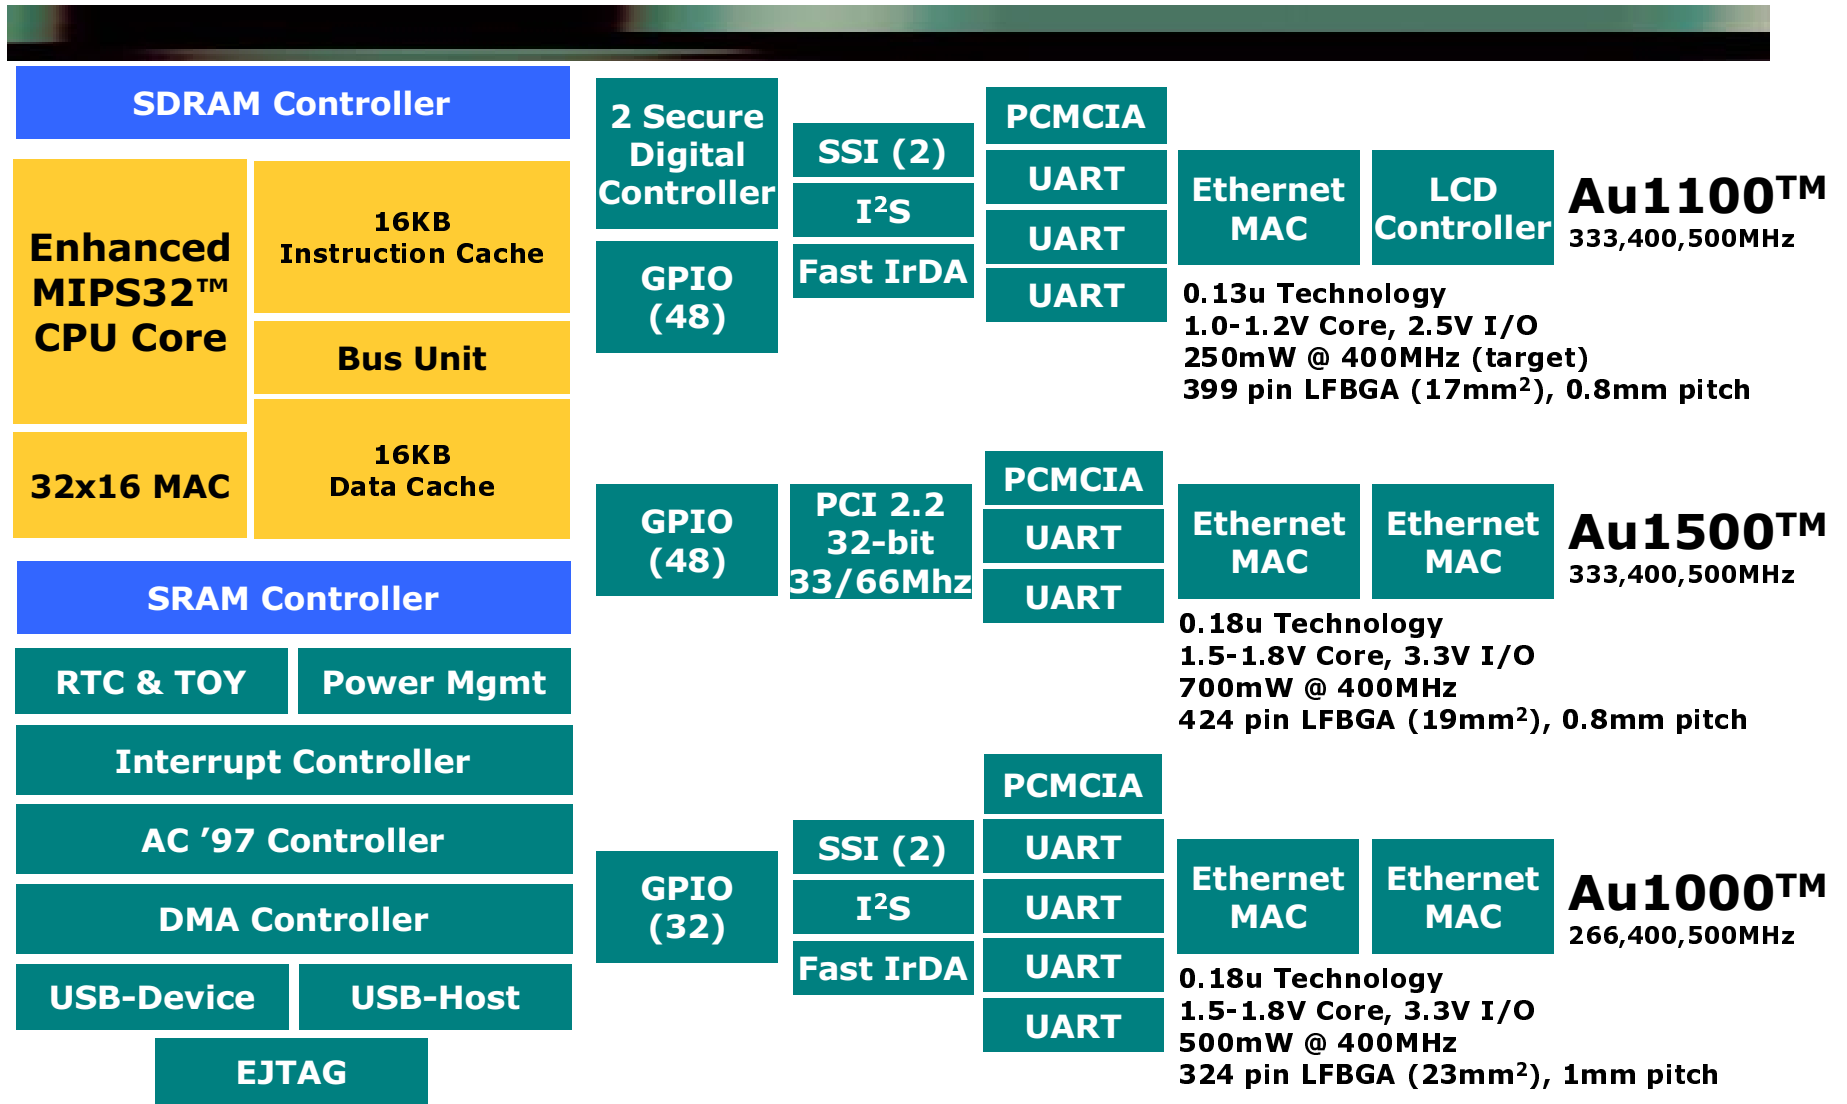 SDRAM Controller
Enhanced
MIPS32™
CPU Core
16KB
Instruction Cache
Bus Unit
32x16 MAC
16KB
Data Cache
SRAM Controller
RTC & TOY
Power Mgmt
Interrupt Controller
AC ’97 Controller
DMA Controller
USB-Device
USB-Host
EJTAG
2 Secure
Digital
Controller
GPIO
(48)
SSI (2)
I²S
Fast IrDA
PCMCIA
UART
UART
UART
Ethernet
MAC
LCD
Controller
Au1100™
333,400,500MHz
0.13u Technology
1.0-1.2V Core, 2.5V I/O
250mW @ 400MHz (target)
399 pin LFBGA (17mm²), 0.8mm pitch
GPIO
(48)
PCI 2.2
32-bit
33/66Mhz
PCMCIA
UART
UART
Ethernet
MAC
Ethernet
MAC
Au1500™
333,400,500MHz
0.18u Technology
1.5-1.8V Core, 3.3V I/O
700mW @ 400MHz
424 pin LFBGA (19mm²), 0.8mm pitch
GPIO
(32)
SSI (2)
I²S
Fast IrDA
PCMCIA
UART
UART
UART
UART
Ethernet
MAC
Ethernet
MAC
Au1000™
266,400,500MHz
0.18u Technology
1.5-1.8V Core, 3.3V I/O
500mW @ 400MHz
324 pin LFBGA (23mm²), 1mm pitch